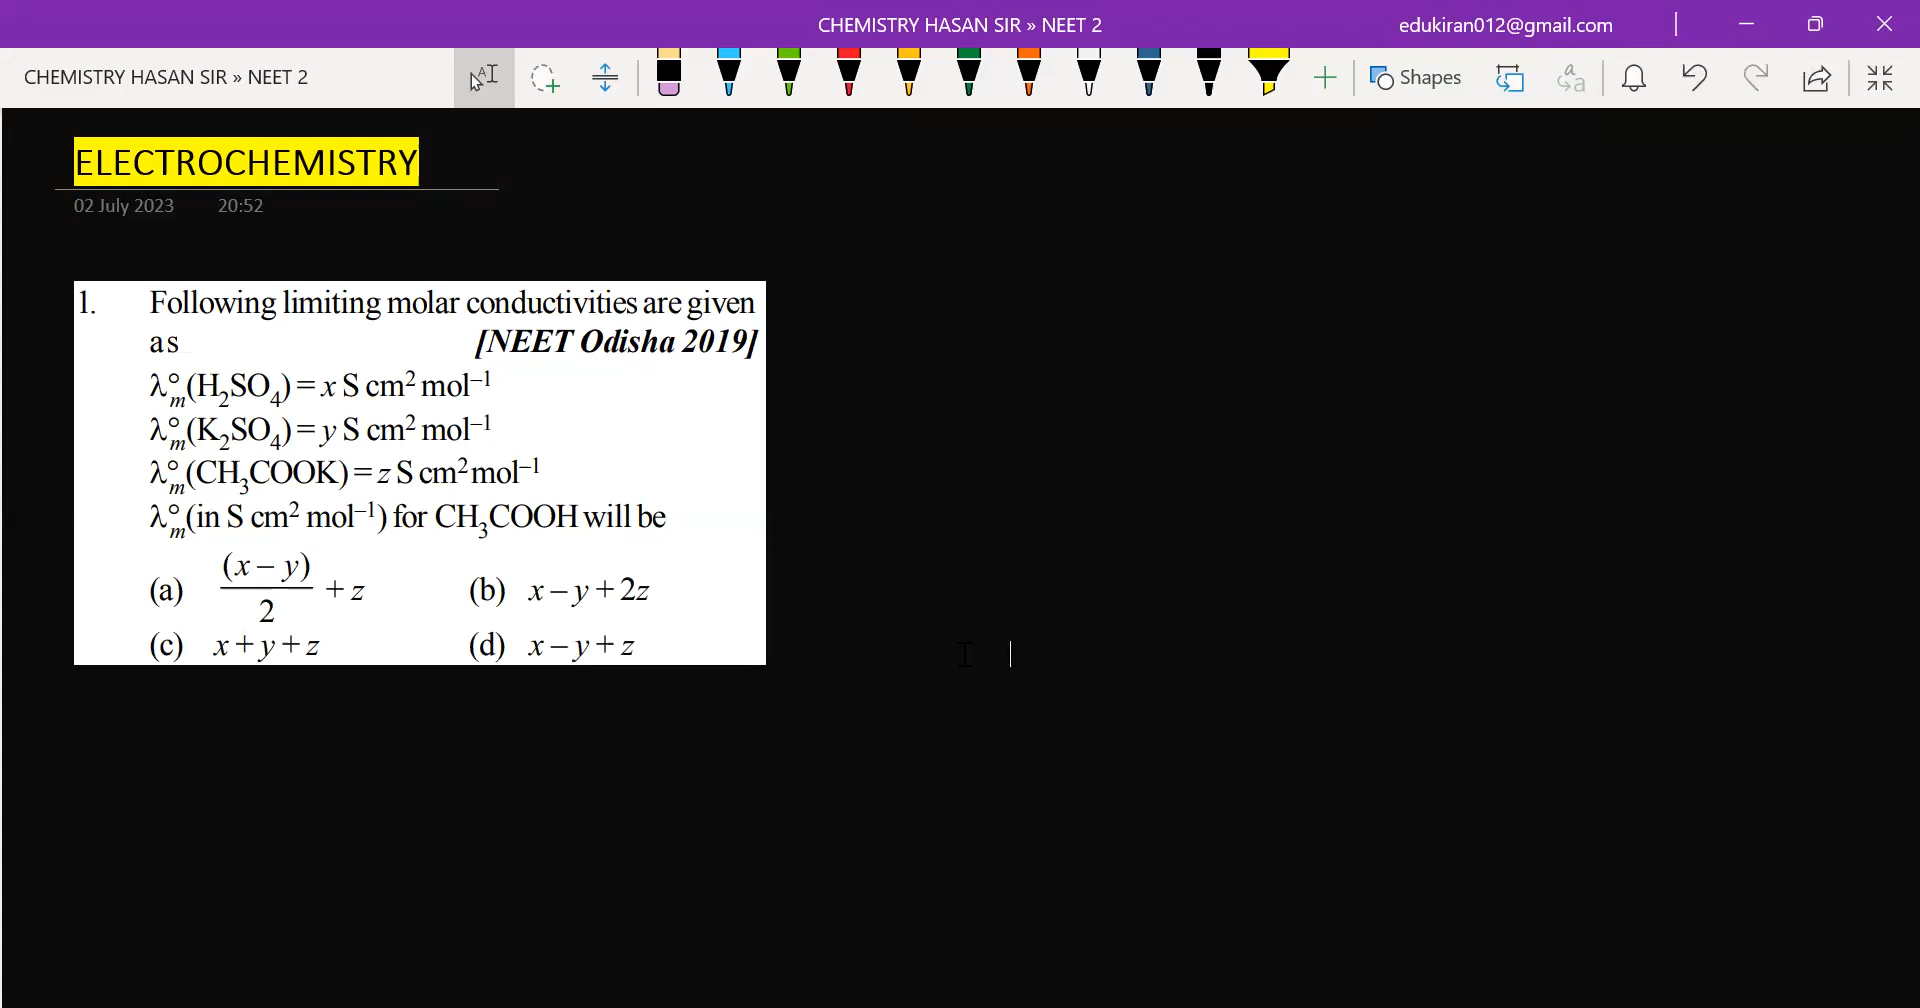 CHEMISTRY HASAN SIR » NEET 2
edukiran012@gmail.com
CHEMISTRY HASAN SIR » NEET 2
Shapes
ELECTROCHEMISTRY
02 July 2023 20:52
1. Following limiting molar conductivities are given
as [NEET Odisha 2019]
λ°m(H2SO4) = x S cm² mol⁻¹
λ°m(K2SO4) = y S cm² mol⁻¹
λ°m(CH3COOK) = z S cm² mol⁻¹
λ°m(in S cm² mol⁻¹) for CH3COOH will be
(a) (x – y)/2 + z (b) x – y + 2z
(c) x + y + z (d) x – y + z